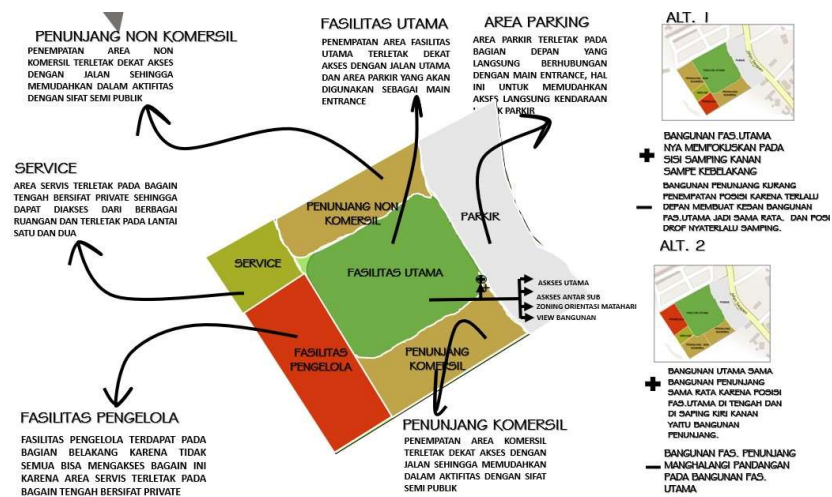 PENUNJANG NON KOMERSIL
PENEMPATAN AREA NON
KOMERSIL TERLETAK DEKAT AKSES
DENGAN JALAN SEHINGGA
MEMUDAHKAN DALAM AKTIFITAS
DENGAN SIFAT SEMI PUBLIK
FASILITAS UTAMA
PENEMPATAN AREA FASILITAS
UTAMA TERLETAK DEKAT
AKSES DENGAN JALAN UTAMA
DAN AREA PARKIR YANG AKAN
DIGUNAKAN SEBAGAI MAIN
ENTRANCE
AREA PARKING
AREA PARKIR TERLETAK PADA
BAGIAN DEPAN YANG
LANGSUNG BERHUBUNGAN
DENGAN MAIN ENTRANCE, HAL
INI UNTUK MEMUDAHKAN
AKSES LANGSUNG KENDARAAN
PARKIR
SERVICE
AREA SERVIS TERLETAK PADA BAGAIN
TENGAH BERSIFAT PRIVATE SEHINGGA
DAPAT DIAKSES DARI BERBAGAI
RUANGAN DAN TERLETAK PADA LANTAI
SATU DAN DUA
PENUNJANG NON
KOMERSIL
PARKIR
SERVICE
FASILITAS UTAMA
FASILITAS
PENGELOLA
PENUNJANG
KOMERSIL
ASKSES UTAMA
ASKSES ANTAR SUB
ZONING ORIENTASI MATAHARI
VIEW BANGUNAN
FASILITAS PENGELOLA
FASILITAS PENGELOLA TERDAPAT PADA
BAGIAN BELAKANG KARENA TIDAK
SEMUA BISA MENGAKSES BAGAIN INI
KARENA AREA SERVIS TERLETAK PADA
BAGIAN TENGAH BERSIFAT PRIVATE
PENUNJANG KOMERSIL
PENEMPATAN AREA KOMERSIL
TERLETAK DEKAT AKSES DENGAN
JALAN SEHINGGA MEMUDAHKAN
DALAM AKTIFITAS DENGAN SIFAT
SEMI PUBLIK
ALT. 1
+ BANGUNAN FAS.UTAMA
NYA MEMFOKUSKAN PADA
SISI SAMPING KANAN
SAMPE KEBELAKANG
- BANGUNAN PENUNJANG KURANG
PENEMPATAN POSISI KARENA TERLALU
DEPAN MEMBUAT KESAN BANGUNAN
FAS.UTAMA JADI SAMA RATA. DAN POSI
DROF NYATERLALU SAMPING.
ALT. 2
+ BANGUNAN UTAMA SAMA
BANGUNAN PENUNJANG
SAMA RATA KARENA POSISI
FAS.UTAMA DI TENGAH DAN
DI SAPING KIRI KANAN
YAITU BANGUNAN
PENUNJANG.
- BANGUNAN FAS. PENUNJANG
MANGHALANGI PANDANGAN
PADA BANGUNAN FAS.
UTAMA